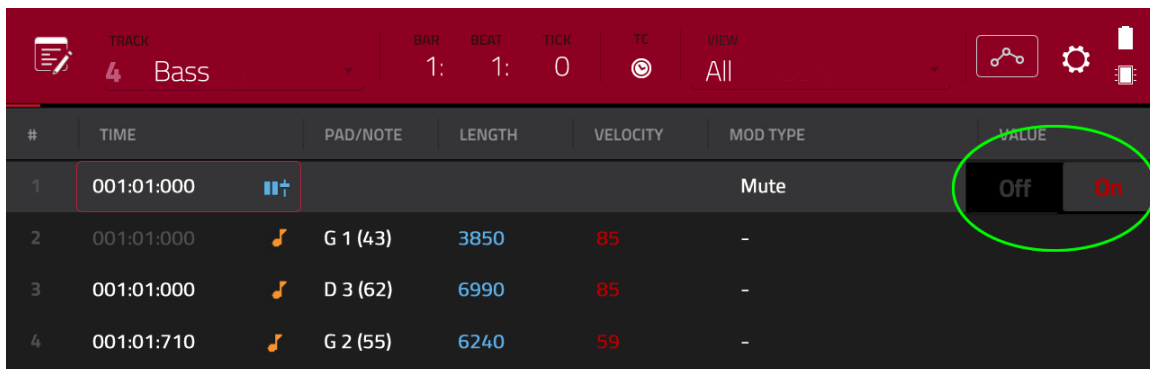 TRACK BAR BEAT TICK TC VIEW
4 Bass 1: 1: 0 All
# TIME PAD/NOTE LENGTH VELOCITY MOD TYPE VALUE
1 001:01:000 Mute Off On
2 001:01:000 G 1 (43) 3850 85 -
3 001:01:000 D 3 (62) 6990 85 -
4 001:01:710 G 2 (55) 6240 59 -